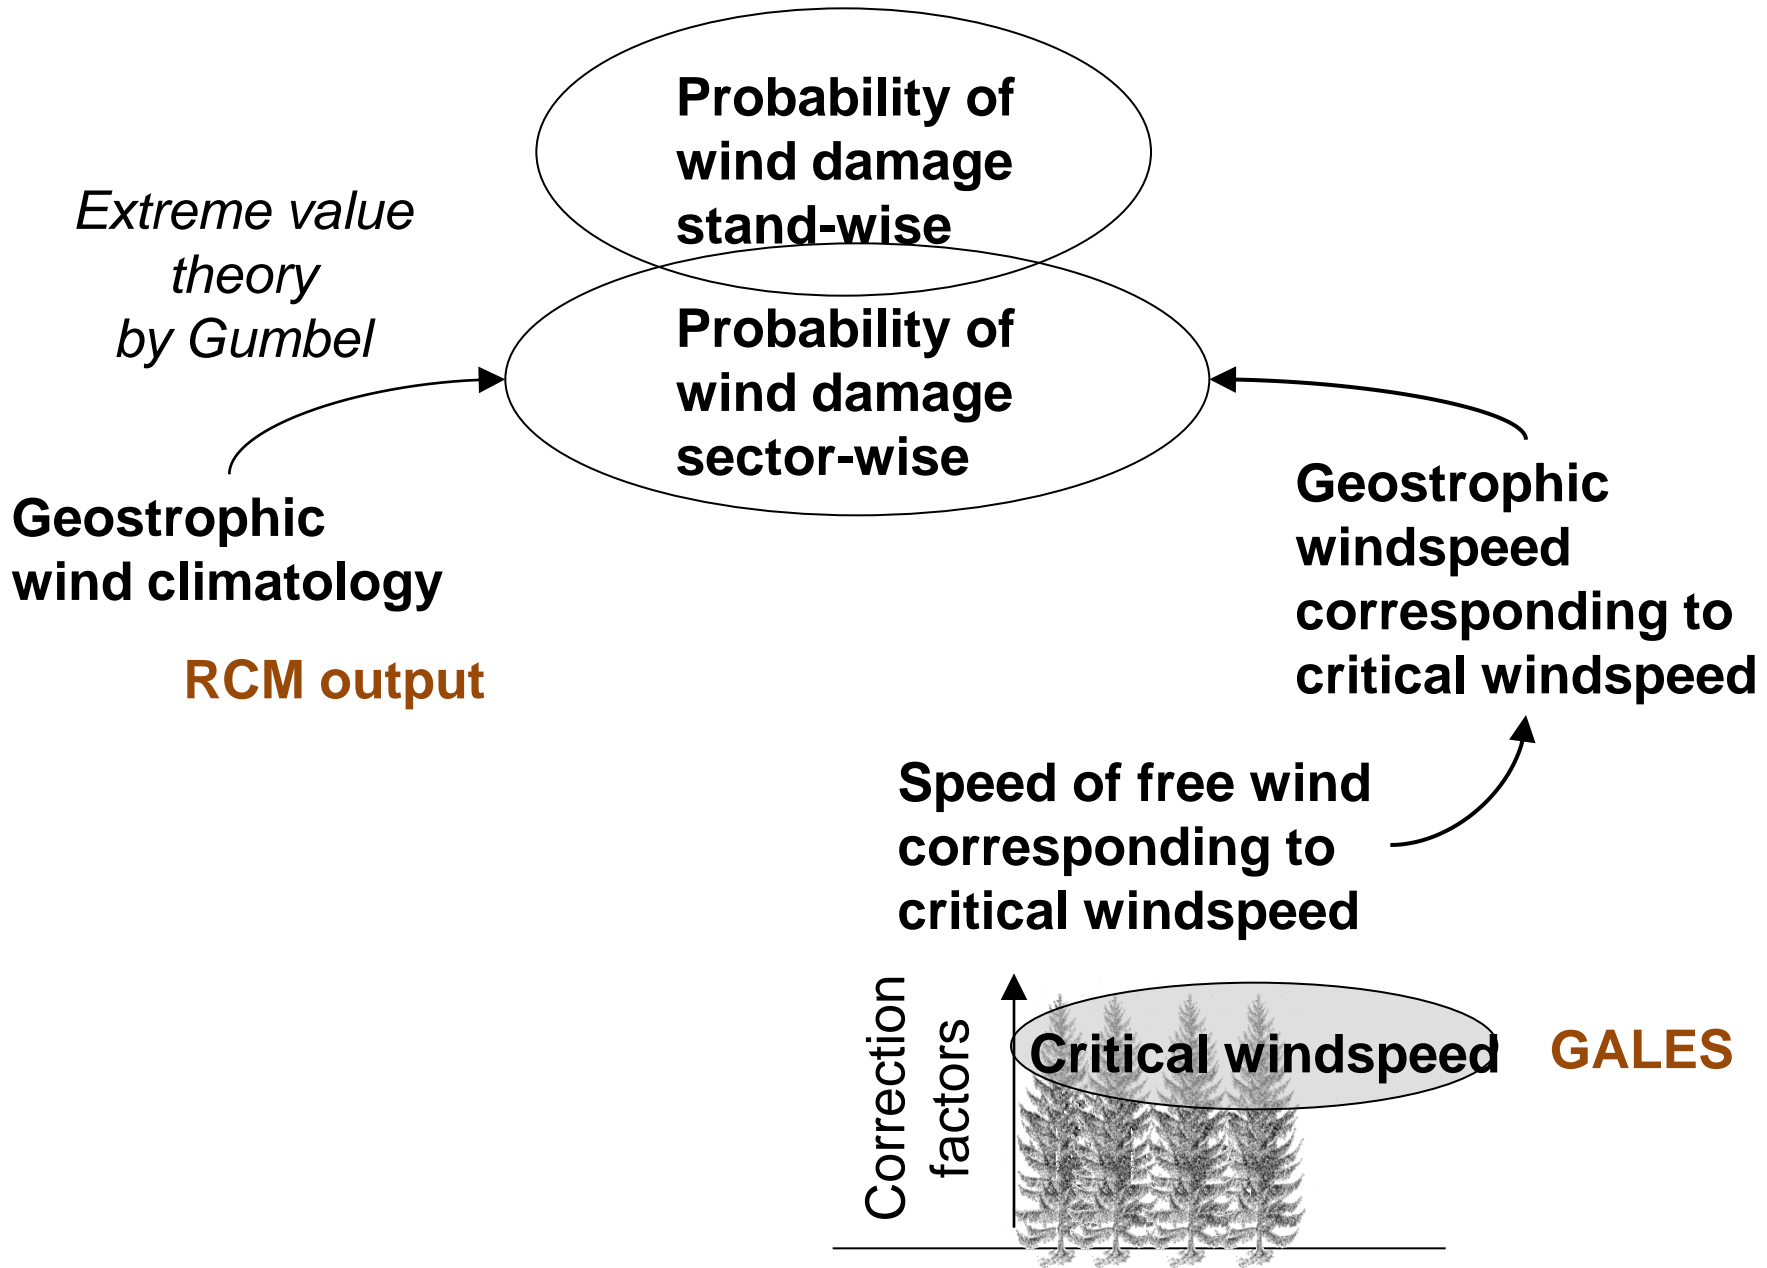 Probability of
wind damage
stand-wise
Extreme value
theory
by Gumbel
Probability of
wind damage
sector-wise
Geostrophic
wind climatology
RCM output
Geostrophic
windspeed
corresponding to
critical windspeed
Speed of free wind
corresponding to
critical windspeed
Correction
factors
Critical windspeed
GALES